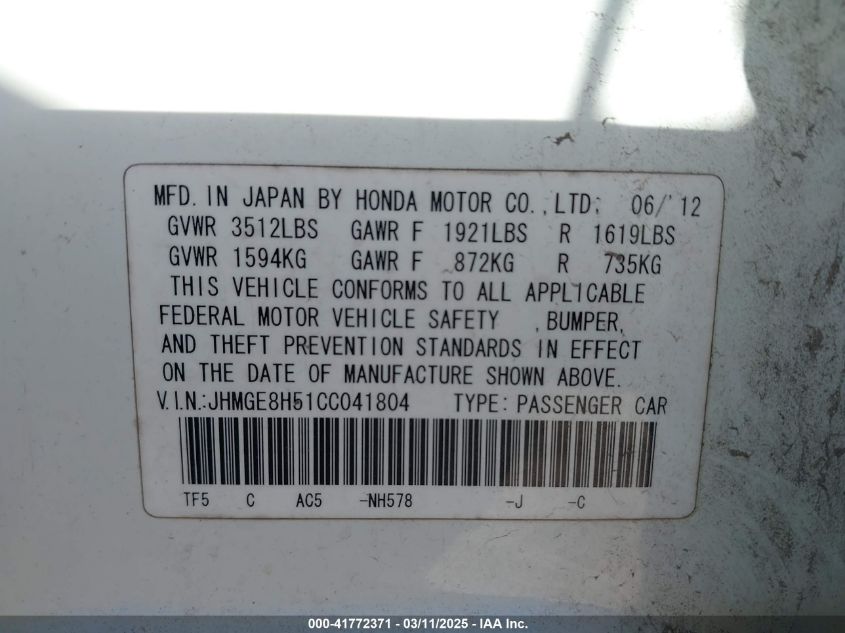 MFD. IN JAPAN BY HONDA MOTOR CO., LTD. 06/'12
GVWR 3512LBS GAWR F 1921LBS R 1619LBS
GVWR 1594KG GAWR F 872KG R 735KG
THIS VEHICLE CONFORMS TO ALL APPLICABLE
FEDERAL MOTOR VEHICLE SAFETY , BUMPER,
AND THEFT PREVENTION STANDARDS IN EFFECT
ON THE DATE OF MANUFACTURE SHOWN ABOVE.
V.I.N.:JHMGE8H51CC041804 TYPE: PASSENGER CAR
TF5 C AC5 -NH578 -J -C
000-41772371 - 03/11/2025 - IAA Inc.